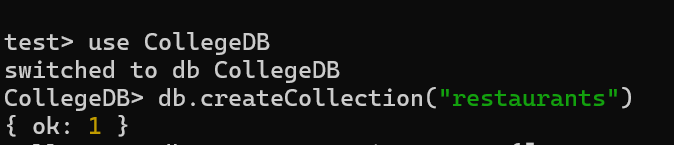 test> use CollegeDB
switched to db CollegeDB
CollegeDB> db.createCollection("restaurants")
{ ok: 1 }